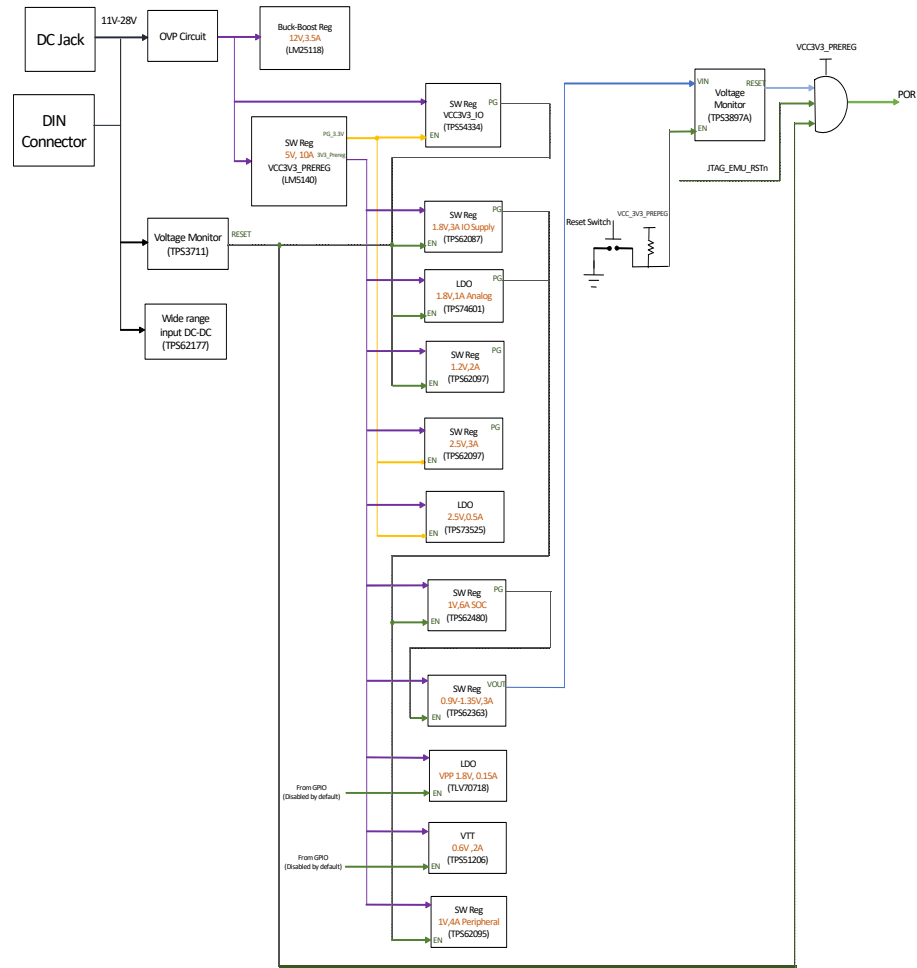 DC Jack
11V-28V
OVP Circuit
Buck-Boost Reg
12V,3.5A
(LM25118)
DIN
Connector
SW Reg
5V, 10A
VCC3V3_PREREG
(LM5140)
PG_3.3V
3V3_Prereg
SW Reg
VCC3V3_IO
(TPS54334)
PG
EN
Voltage
Monitor
(TPS3897A)
VIN
RESET
EN
VCC3V3_PREREG
POR
JTAG_EMU_RSTn
Reset Switch
VCC_3V3_PREPEG
Voltage Monitor
(TPS3711)
RESET
Wide range
input DC-DC
(TPS62177)
SW Reg
1.8V,3A IO Supply
(TPS62087)
PG
EN
LDO
1.8V,1A Analog
(TPS74601)
PG
EN
SW Reg
1.2V,2A
(TPS62097)
PG
EN
SW Reg
2.5V,3A
(TPS62097)
PG
EN
LDO
2.5V,0.5A
(TPS73525)
EN
SW Reg
1V,6A SOC
(TPS62480)
PG
EN
SW Reg
0.9V-1.35V,3A
(TPS62363)
VOUT
EN
LDO
VPP 1.8V, 0.15A
(TLV70718)
EN
From GPIO
(Disabled by default)
VTT
0.6V ,2A
(TPS51206)
EN
From GPIO
(Disabled by default)
SW Reg
1V,4A Peripheral
(TPS62095)
EN